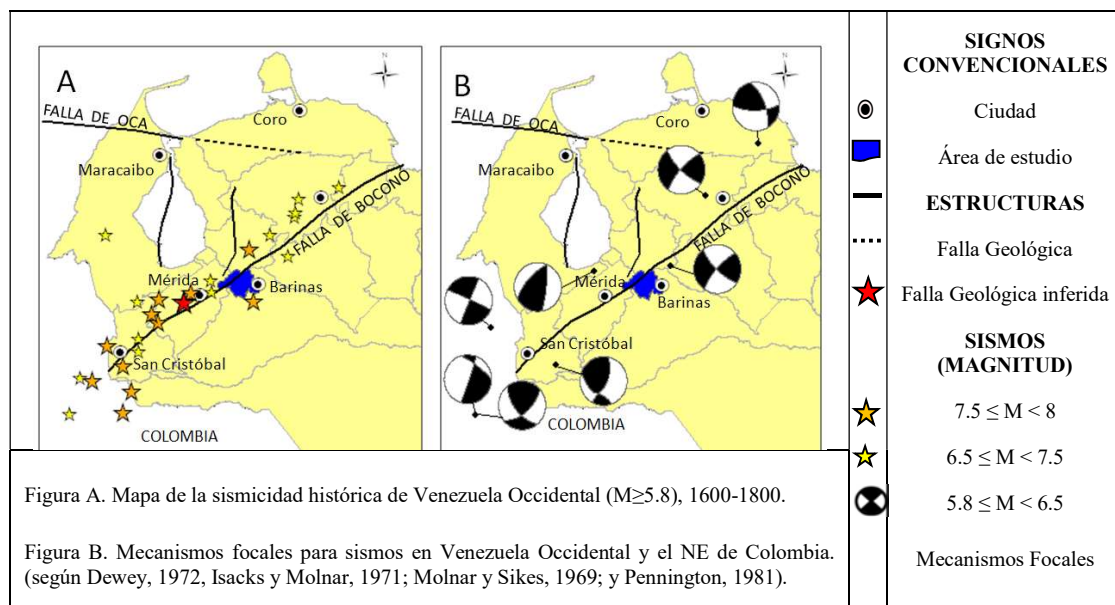 A
FALLA DE OCA
Coro
Maracaibo
FALLA DE BOCONÓ
Mérida
Barinas
San Cristóbal
COLOMBIA
B
FALLA DE OCA
Coro
Maracaibo
FALLA DE BOCONÓ
Mérida
Barinas
San Cristóbal
COLOMBIA
SIGNOS
CONVENCIONALES
Ciudad
Área de estudio
ESTRUCTURAS
Falla Geológica
Falla Geológica inferida
SISMOS
(MAGNITUD)
7.5 ≤ M < 8
6.5 ≤ M < 7.5
5.8 ≤ M < 6.5
Mecanismos Focales
Figura A. Mapa de la sismicidad histórica de Venezuela Occidental (M≥5.8), 1600-1800.
Figura B. Mecanismos focales para sismos en Venezuela Occidental y el NE de Colombia.
(según Dewey, 1972, Isacks y Molnar, 1971; Molnar y Sikes, 1969; y Pennington, 1981).